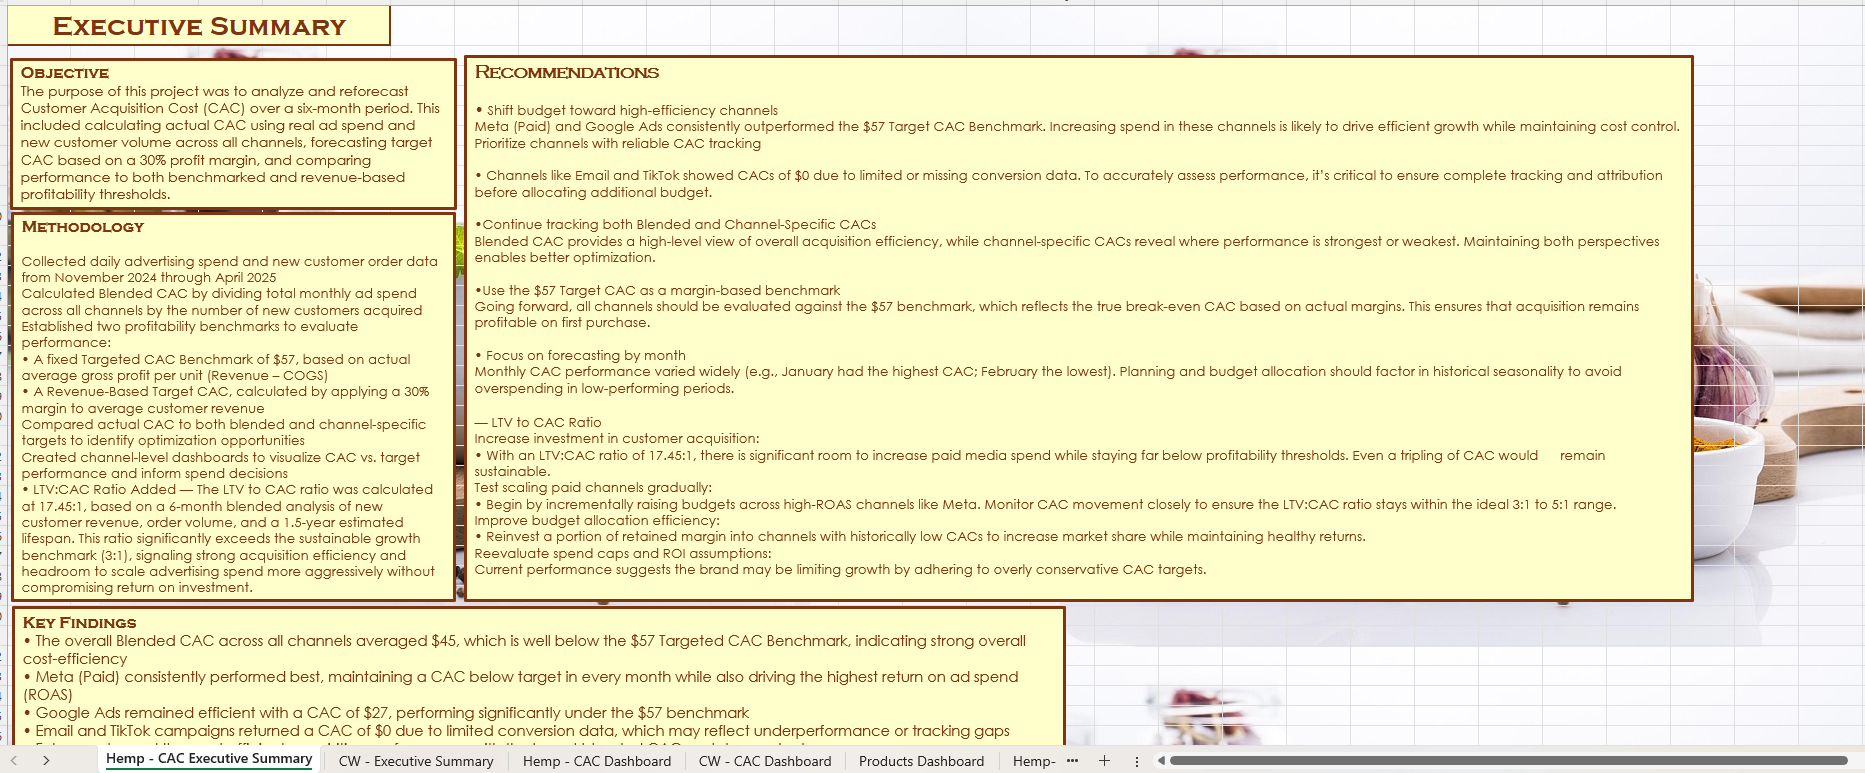 Executive Summary
Objective
The purpose of this project was to analyze and reforecast
Customer Acquisition Cost (CAC) over a six-month period. This
included calculating actual CAC using real ad spend and
new customer volume across all channels, forecasting target
CAC based on a 30% profit margin, and comparing
performance to both benchmarked and revenue-based
profitability thresholds.
Methodology
Collected daily advertising spend and new customer order data
from November 2024 through April 2025
Calculated Blended CAC by dividing total monthly ad spend
across all channels by the number of new customers acquired
Established two profitability benchmarks to evaluate
performance:
• A fixed Targeted CAC Benchmark of $57, based on actual
average gross profit per unit (Revenue – COGS)
• A Revenue-Based Target CAC, calculated by applying a 30%
margin to average customer revenue
Compared actual CAC to both blended and channel-specific
targets to identify optimization opportunities
Created channel-level dashboards to visualize CAC vs. target
performance and inform spend decisions
• LTV:CAC Ratio Added — The LTV to CAC ratio was calculated
at 17.45:1, based on a 6-month blended analysis of new
customer revenue, order volume, and a 1.5-year estimated
lifespan. This ratio significantly exceeds the sustainable growth
benchmark (3:1), signaling strong acquisition efficiency and
headroom to scale advertising spend more aggressively without
compromising return on investment.
Recommendations
• Shift budget toward high-efficiency channels
Meta (Paid) and Google Ads consistently outperformed the $57 Target CAC Benchmark. Increasing spend in these channels is likely to drive efficient growth while maintaining cost control.
Prioritize channels with reliable CAC tracking
• Channels like Email and TikTok showed CACs of $0 due to limited or missing conversion data. To accurately assess performance, it’s critical to ensure complete tracking and attribution
before allocating additional budget.
•Continue tracking both Blended and Channel-Specific CACs
Blended CAC provides a high-level view of overall acquisition efficiency, while channel-specific CACs reveal where performance is strongest or weakest. Maintaining both perspectives
enables better optimization.
•Use the $57 Target CAC as a margin-based benchmark
Going forward, all channels should be evaluated against the $57 benchmark, which reflects the true break-even CAC based on actual margins. This ensures that acquisition remains
profitable on first purchase.
• Focus on forecasting by month
Monthly CAC performance varied widely (e.g., January had the highest CAC; February the lowest). Planning and budget allocation should factor in historical seasonality to avoid
overspending in low-performing periods.
— LTV to CAC Ratio
Increase investment in customer acquisition:
• With an LTV:CAC ratio of 17.45:1, there is significant room to increase paid media spend while staying far below profitability thresholds. Even a tripling of CAC would remain
sustainable.
Test scaling paid channels gradually:
• Begin by incrementally raising budgets across high-ROAS channels like Meta. Monitor CAC movement closely to ensure the LTV:CAC ratio stays within the ideal 3:1 to 5:1 range.
Improve budget allocation efficiency:
• Reinvest a portion of retained margin into channels with historically low CACs to increase market share while maintaining healthy returns.
Reevaluate spend caps and ROI assumptions:
Current performance suggests the brand may be limiting growth by adhering to overly conservative CAC targets.
Key Findings
• The overall Blended CAC across all channels averaged $45, which is well below the $57 Targeted CAC Benchmark, indicating strong overall
cost-efficiency
• Meta (Paid) consistently performed best, maintaining a CAC below target in every month while also driving the highest return on ad spend
(ROAS)
• Google Ads remained efficient with a CAC of $27, performing significantly under the $57 benchmark
• Email and TikTok campaigns returned a CAC of $0 due to limited conversion data, which may reflect underperformance or tracking gaps
Hemp - CAC Executive Summary
CW - Executive Summary
Hemp - CAC Dashboard
CW - CAC Dashboard
Products Dashboard
Hemp-